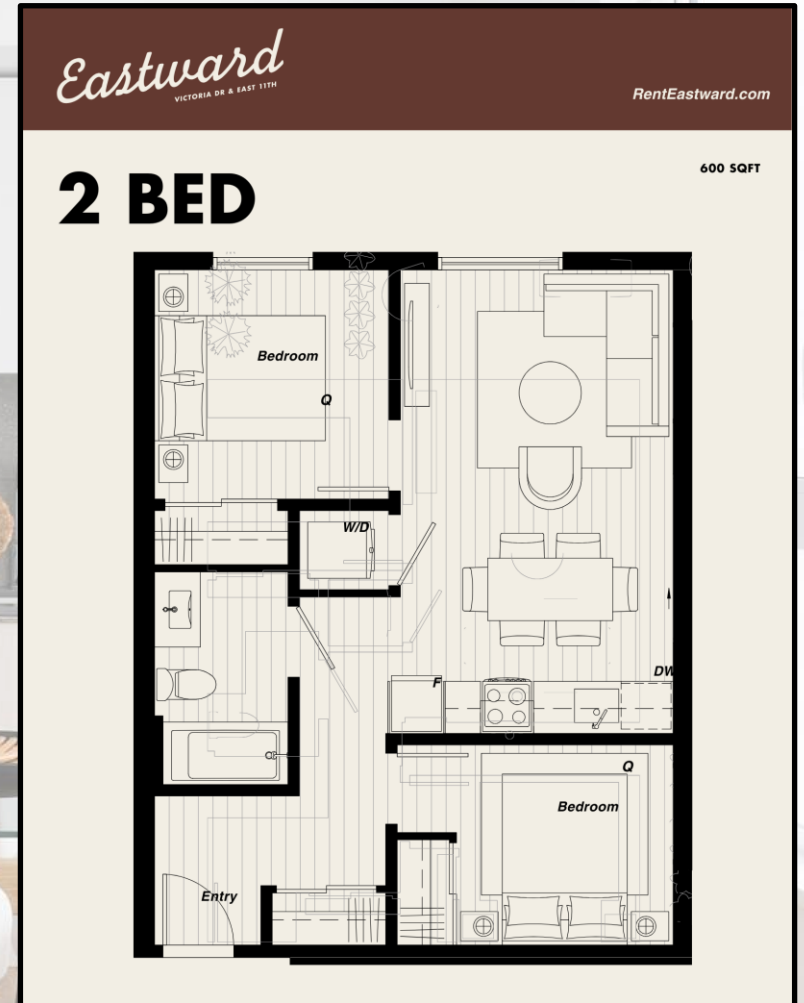 Eastward
VICTORIA DR & EAST 11TH
RentEastward.com
2 BED
600 SQFT
Bedroom
Q
W/D
DW
F
Q
Bedroom
Entry